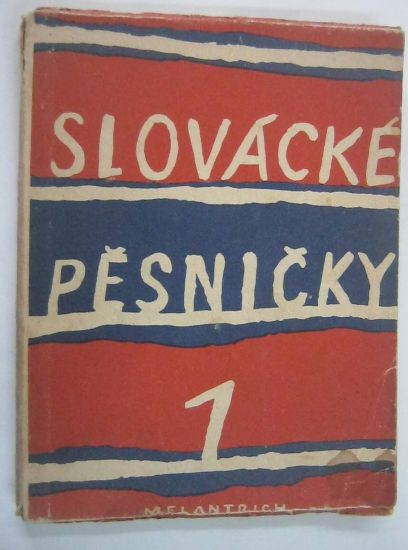 SLOVÁCKÉ
PĚSNIČKY
1
MELANTRICH